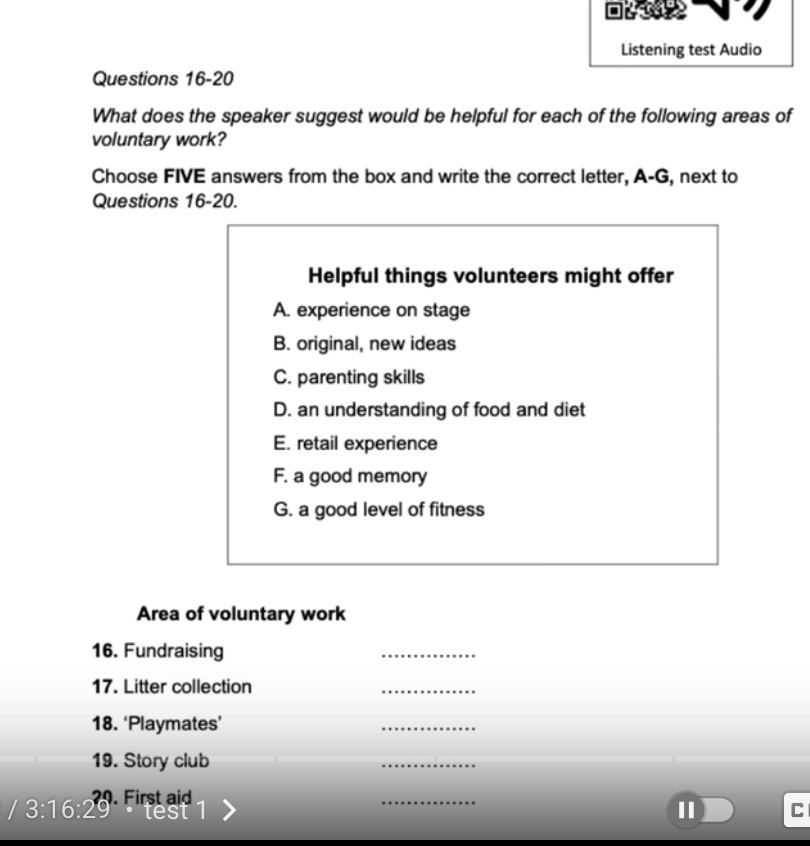 Listening test Audio
Questions 16-20
What does the speaker suggest would be helpful for each of the following areas of
voluntary work?
Choose FIVE answers from the box and write the correct letter, A-G, next to
Questions 16-20.
Helpful things volunteers might offer
A. experience on stage
B. original, new ideas
C. parenting skills
D. an understanding of food and diet
E. retail experience
F. a good memory
G. a good level of fitness
Area of voluntary work
16. Fundraising ...............
17. Litter collection ...............
18. ‘Playmates’ ...............
19. Story club ...............
20. First aid ...............
/ 3:16:29 • test 1 >